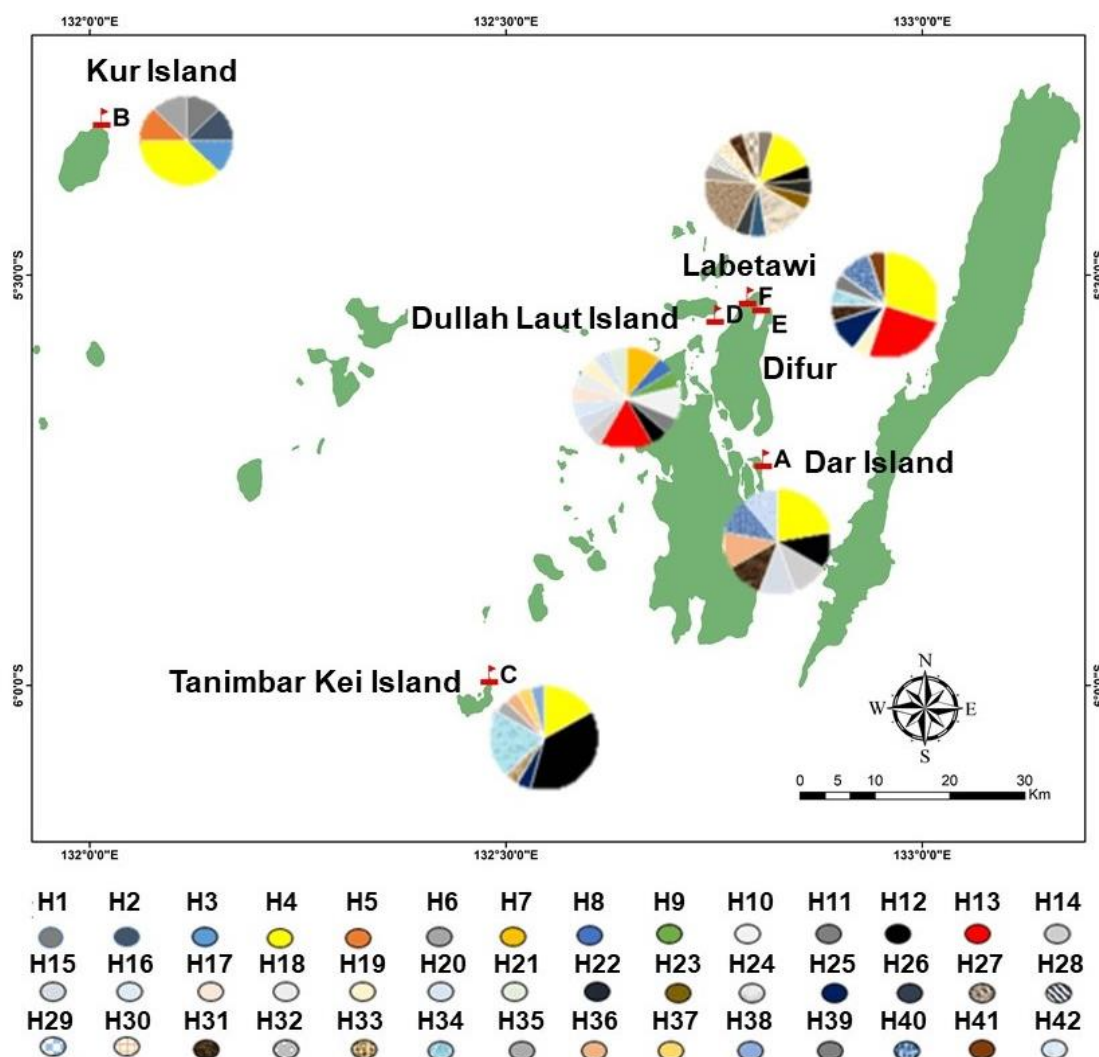 132°0'0"E 132°30'0"E 133°0'0"E
Kur Island
B
5°30'0"S 5°30'0"S
Labetawi
F
Dullah Laut Island D E
Difur
A Dar Island
Tanimbar Kei Island C
6°0'0"S 6°0'0"S
N
W E
S
0 5 10 20 30
Km
132°0'0"E 132°30'0"E 133°0'0"E
H1 H2 H3 H4 H5 H6 H7 H8 H9 H10 H11 H12 H13 H14
H15 H16 H17 H18 H19 H20 H21 H22 H23 H24 H25 H26 H27 H28
H29 H30 H31 H32 H33 H34 H35 H36 H37 H38 H39 H40 H41 H42